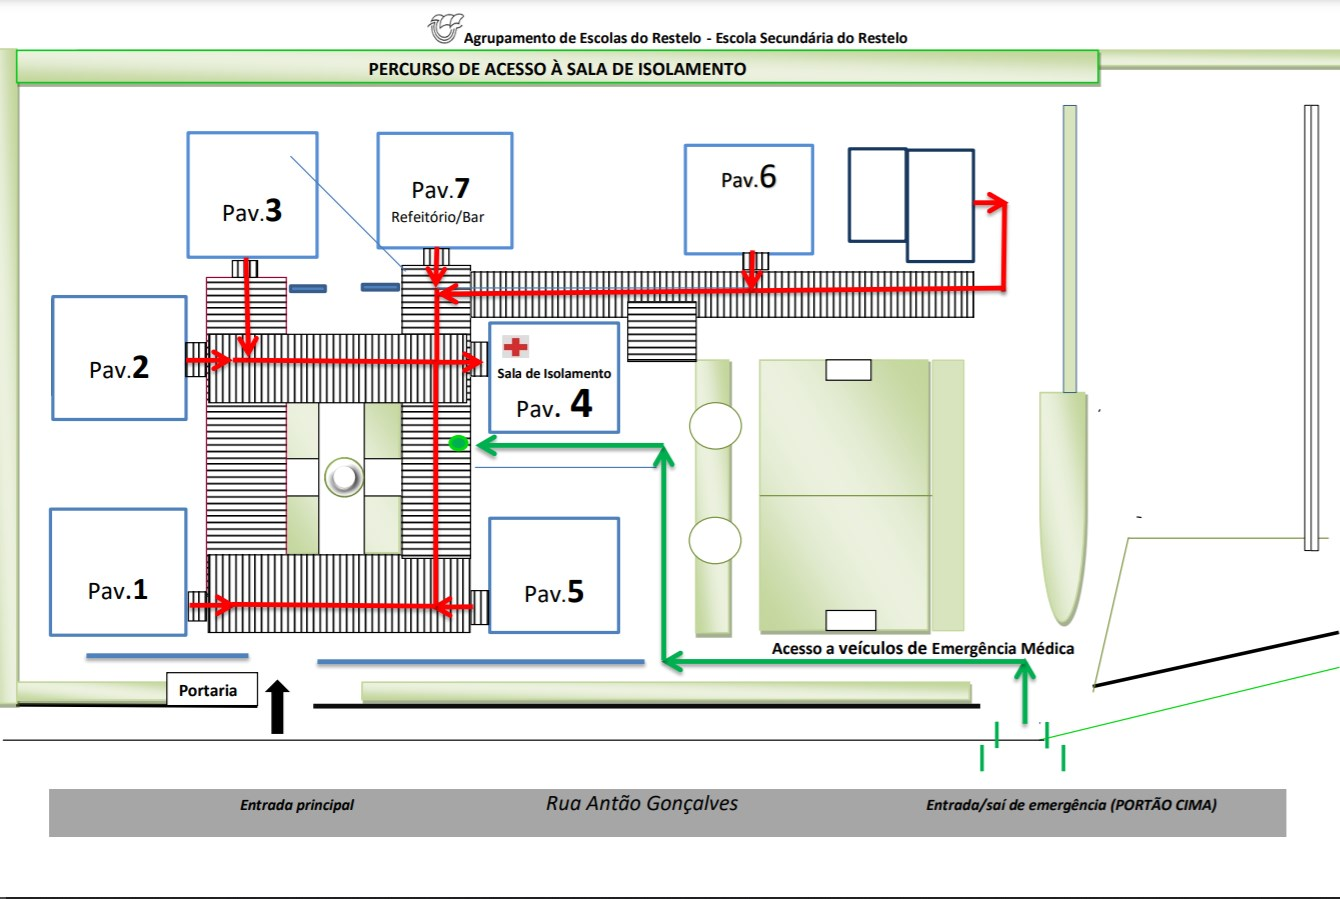 Agrupamento de Escolas do Restelo - Escola Secundária do Restelo
PERCURSO DE ACESSO À SALA DE ISOLAMENTO
Pav.3
Pav.7
Refeitório/Bar
Pav.6
Pav.2
Sala de Isolamento
Pav. 4
Pav.1
Pav.5
Acesso a veículos de Emergência Médica
Portaria
Entrada principal
Rua Antão Gonçalves
Entrada/saí de emergência (PORTÃO CIMA)